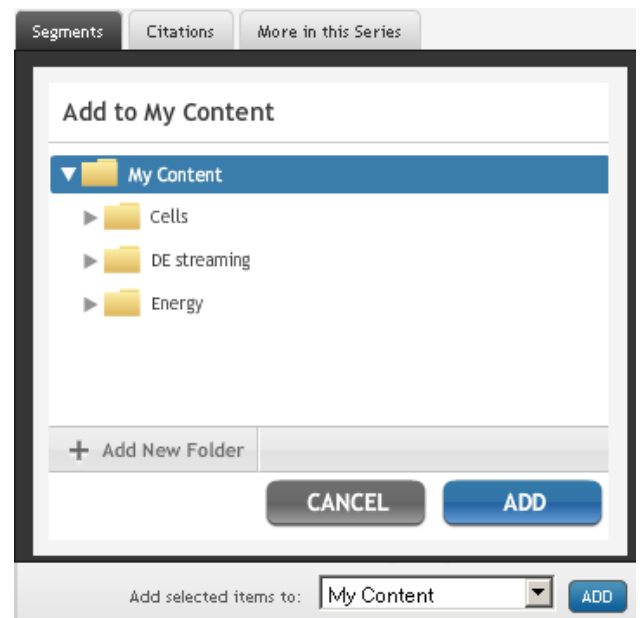 Segments Citations More in this Series
Add to My Content
My Content
Cells
DE streaming
Energy
+ Add New Folder
CANCEL ADD
Add selected items to: My Content ADD